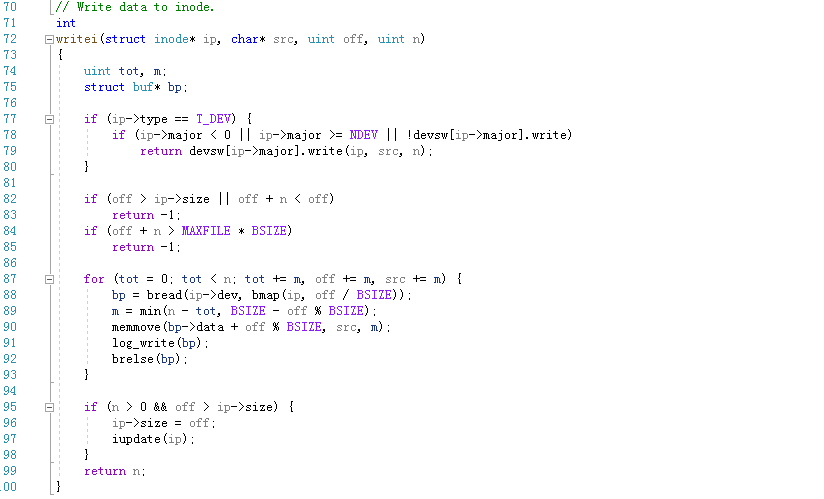 70 // Write data to inode.
71 int
72 writei(struct inode* ip, char* src, uint off, uint n)
73 {
74     uint tot, m;
75     struct buf* bp;
76
77     if (ip->type == T_DEV) {
78         if (ip->major < 0 || ip->major >= NDEV || !devsw[ip->major].write)
79             return devsw[ip->major].write(ip, src, n);
80     }
81
82     if (off > ip->size || off + n < off)
83         return -1;
84     if (off + n > MAXFILE * BSIZE)
85         return -1;
86
87     for (tot = 0; tot < n; tot += m, off += m, src += m) {
88         bp = bread(ip->dev, bmap(ip, off / BSIZE));
89         m = min(n - tot, BSIZE - off % BSIZE);
90         memmove(bp->data + off % BSIZE, src, m);
91         log_write(bp);
92         brelse(bp);
93     }
94
95     if (n > 0 && off > ip->size) {
96         ip->size = off;
97         iupdate(ip);
98     }
99     return n;
00 }